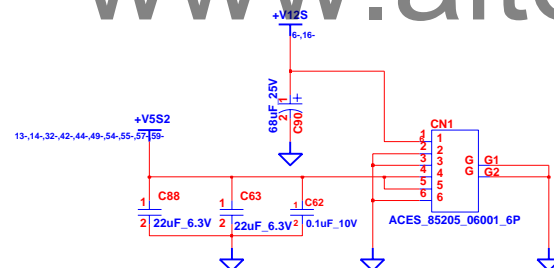 www.alte
+V12S
6-,16-
+V5S2
13-,14-,32-,42-,44-,49-,54-,55-,57-,59-
68uF_25V
1
2
+
C90
CN1
1 1
2 2
3 3
4 4
5 5
6 6
G G1
G G2
ACES_85205_06001_6P
1 C88
2 22uF_6.3V
1 C63
2 22uF_6.3V
1 C62
2 0.1uF_10V